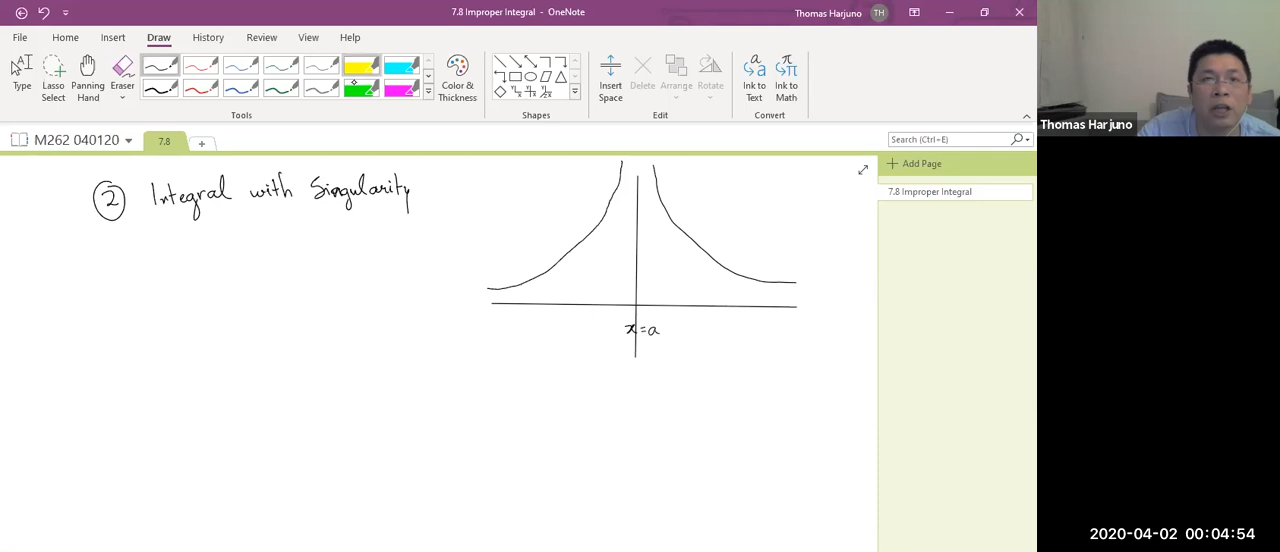 7.8 Improper Integral - OneNote
Thomas Harjuno TH
File Home Insert Draw History Review View Help
Type
Lasso Select
Panning Hand
Eraser
Color & Thickness
Insert Space
Delete
Arrange
Rotate
Ink to Text
Ink to Math
Tools Shapes Edit Convert
M262 040120 7.8
Search (Ctrl+E)
Add Page
7.8 Improper Integral
Thomas Harjuno
② Integral with Singularity
x=a
2020-04-02 00:04:54